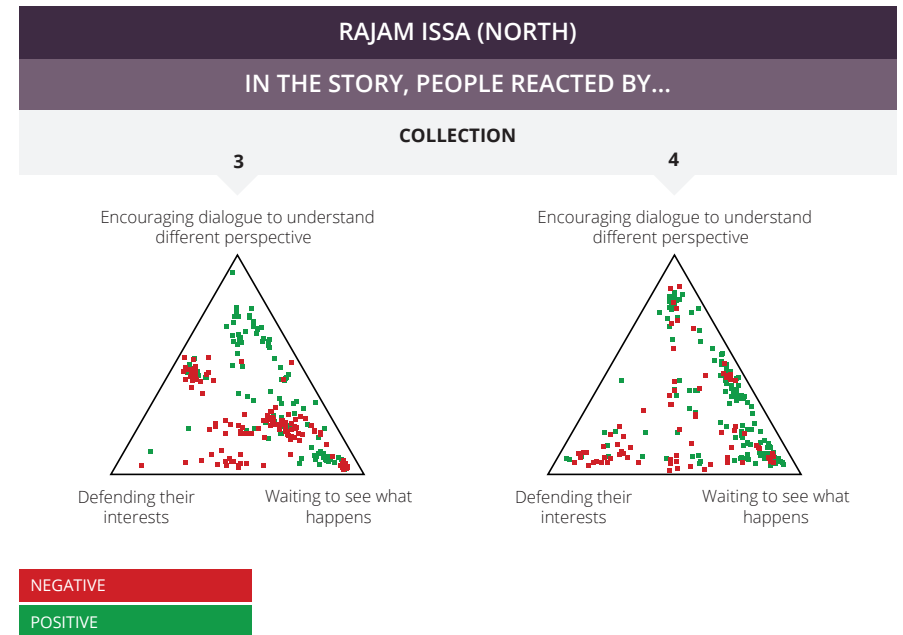 RAJAM ISSA (NORTH)
IN THE STORY, PEOPLE REACTED BY...
COLLECTION
3
4
Encouraging dialogue to understand
different perspective
Defending their
interests
Waiting to see what
happens
Encouraging dialogue to understand
different perspective
Defending their
interests
Waiting to see what
happens
NEGATIVE
POSITIVE